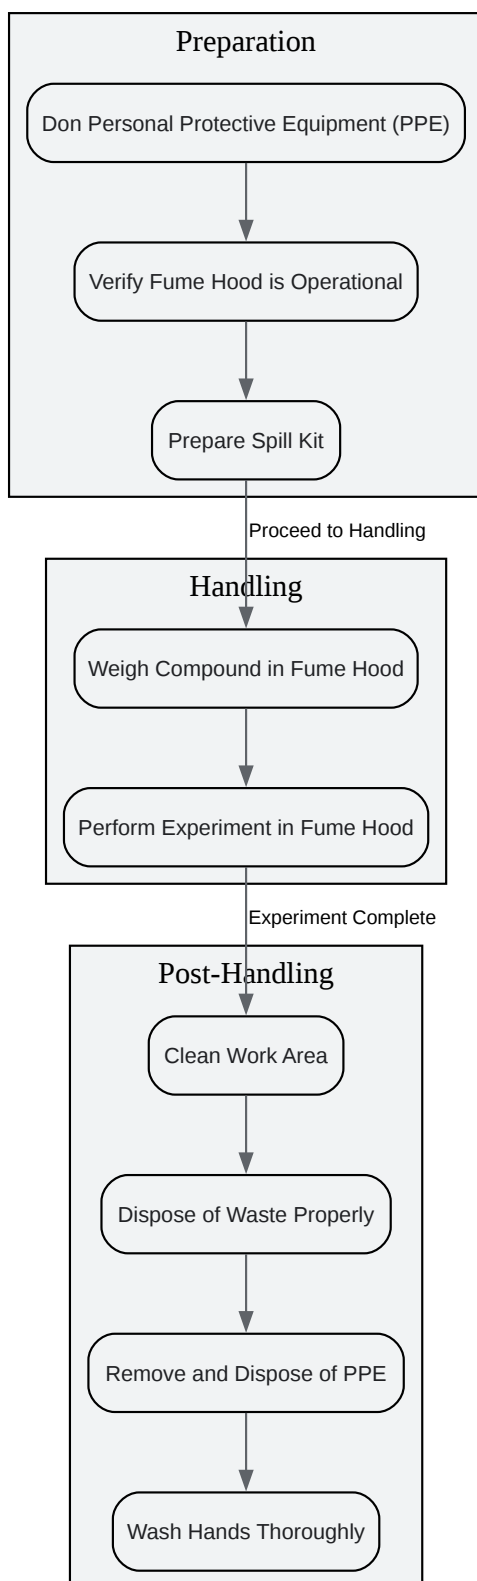 Preparation
Don Personal Protective Equipment (PPE)
Verify Fume Hood is Operational
Prepare Spill Kit
Proceed to Handling
Handling
Weigh Compound in Fume Hood
Perform Experiment in Fume Hood
Experiment Complete
Post-Handling
Clean Work Area
Dispose of Waste Properly
Remove and Dispose of PPE
Wash Hands Thoroughly